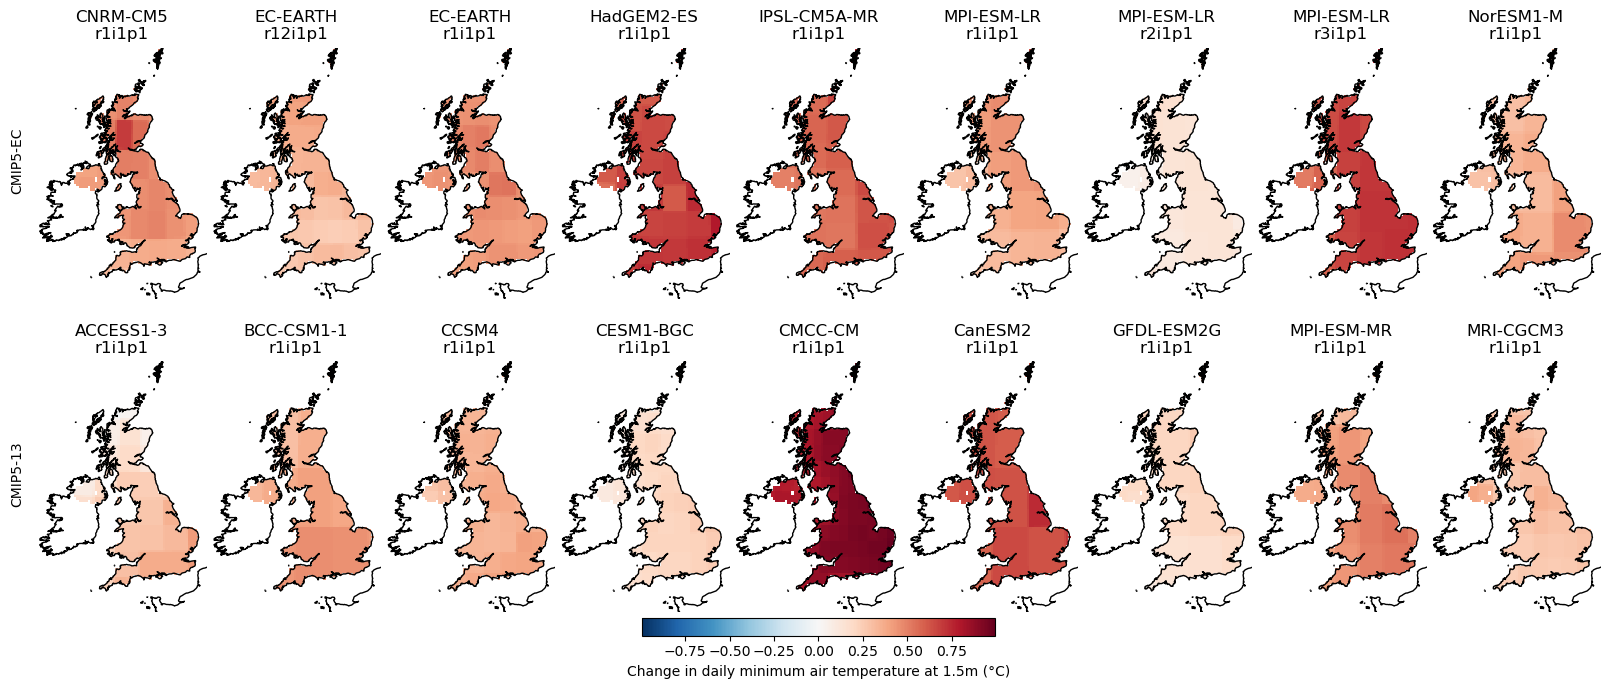 CNRM-CM5
r1i1p1
EC-EARTH
r12i1p1
EC-EARTH
r1i1p1
HadGEM2-ES
r1i1p1
IPSL-CM5A-MR
r1i1p1
MPI-ESM-LR
r1i1p1
MPI-ESM-LR
r2i1p1
MPI-ESM-LR
r3i1p1
NorESM1-M
r1i1p1
CMIP5-EC
ACCESS1-3
r1i1p1
BCC-CSM1-1
r1i1p1
CCSM4
r1i1p1
CESM1-BGC
r1i1p1
CMCC-CM
r1i1p1
CanESM2
r1i1p1
GFDL-ESM2G
r1i1p1
MPI-ESM-MR
r1i1p1
MRI-CGCM3
r1i1p1
CMIP5-13
−0.75 −0.50 −0.25 0.00 0.25 0.50 0.75
Change in daily minimum air temperature at 1.5m (°C)